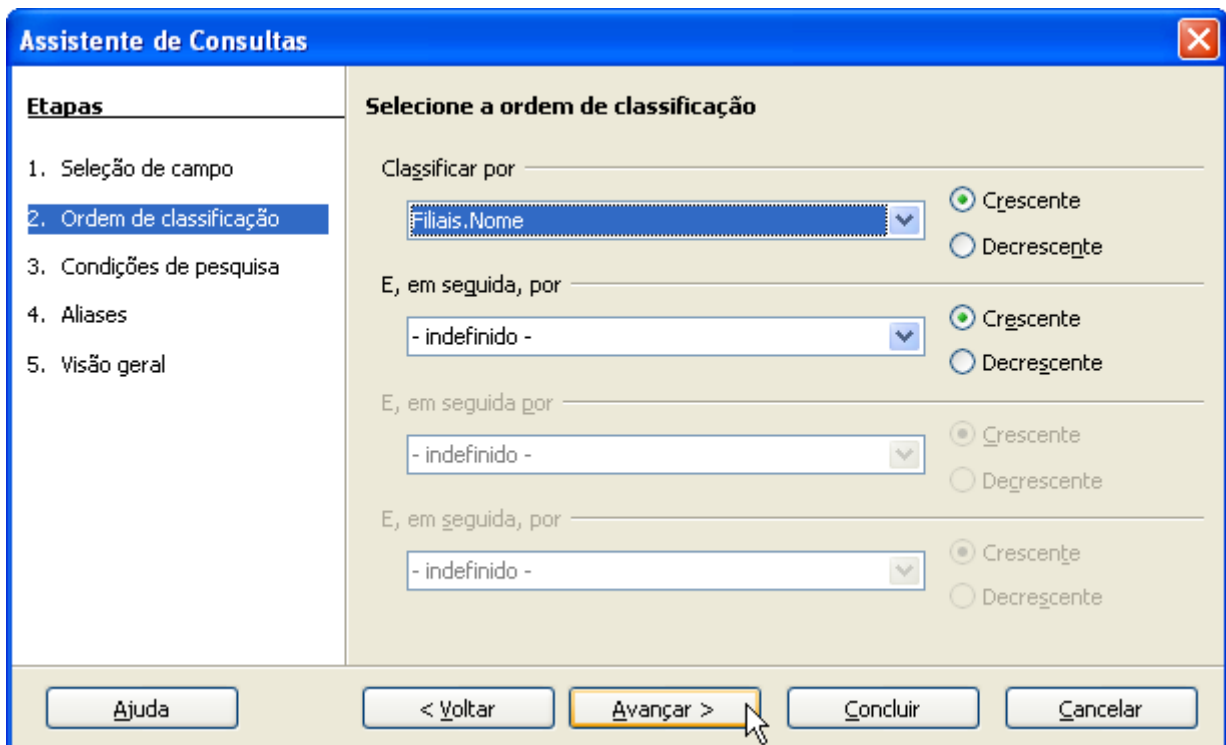 Assistente de Consultas
Etapas
1. Seleção de campo
2. Ordem de classificação
3. Condições de pesquisa
4. Aliases
5. Visão geral
Selecione a ordem de classificação
Classificar por
Filiais.Nome
Crescente
Decrescente
E, em seguida, por
- indefinido -
Crescente
Decrescente
E, em seguida por
- indefinido -
Crescente
Decrescente
E, em seguida, por
- indefinido -
Crescente
Decrescente
Ajuda
< Voltar
Avançar >
Concluir
Cancelar